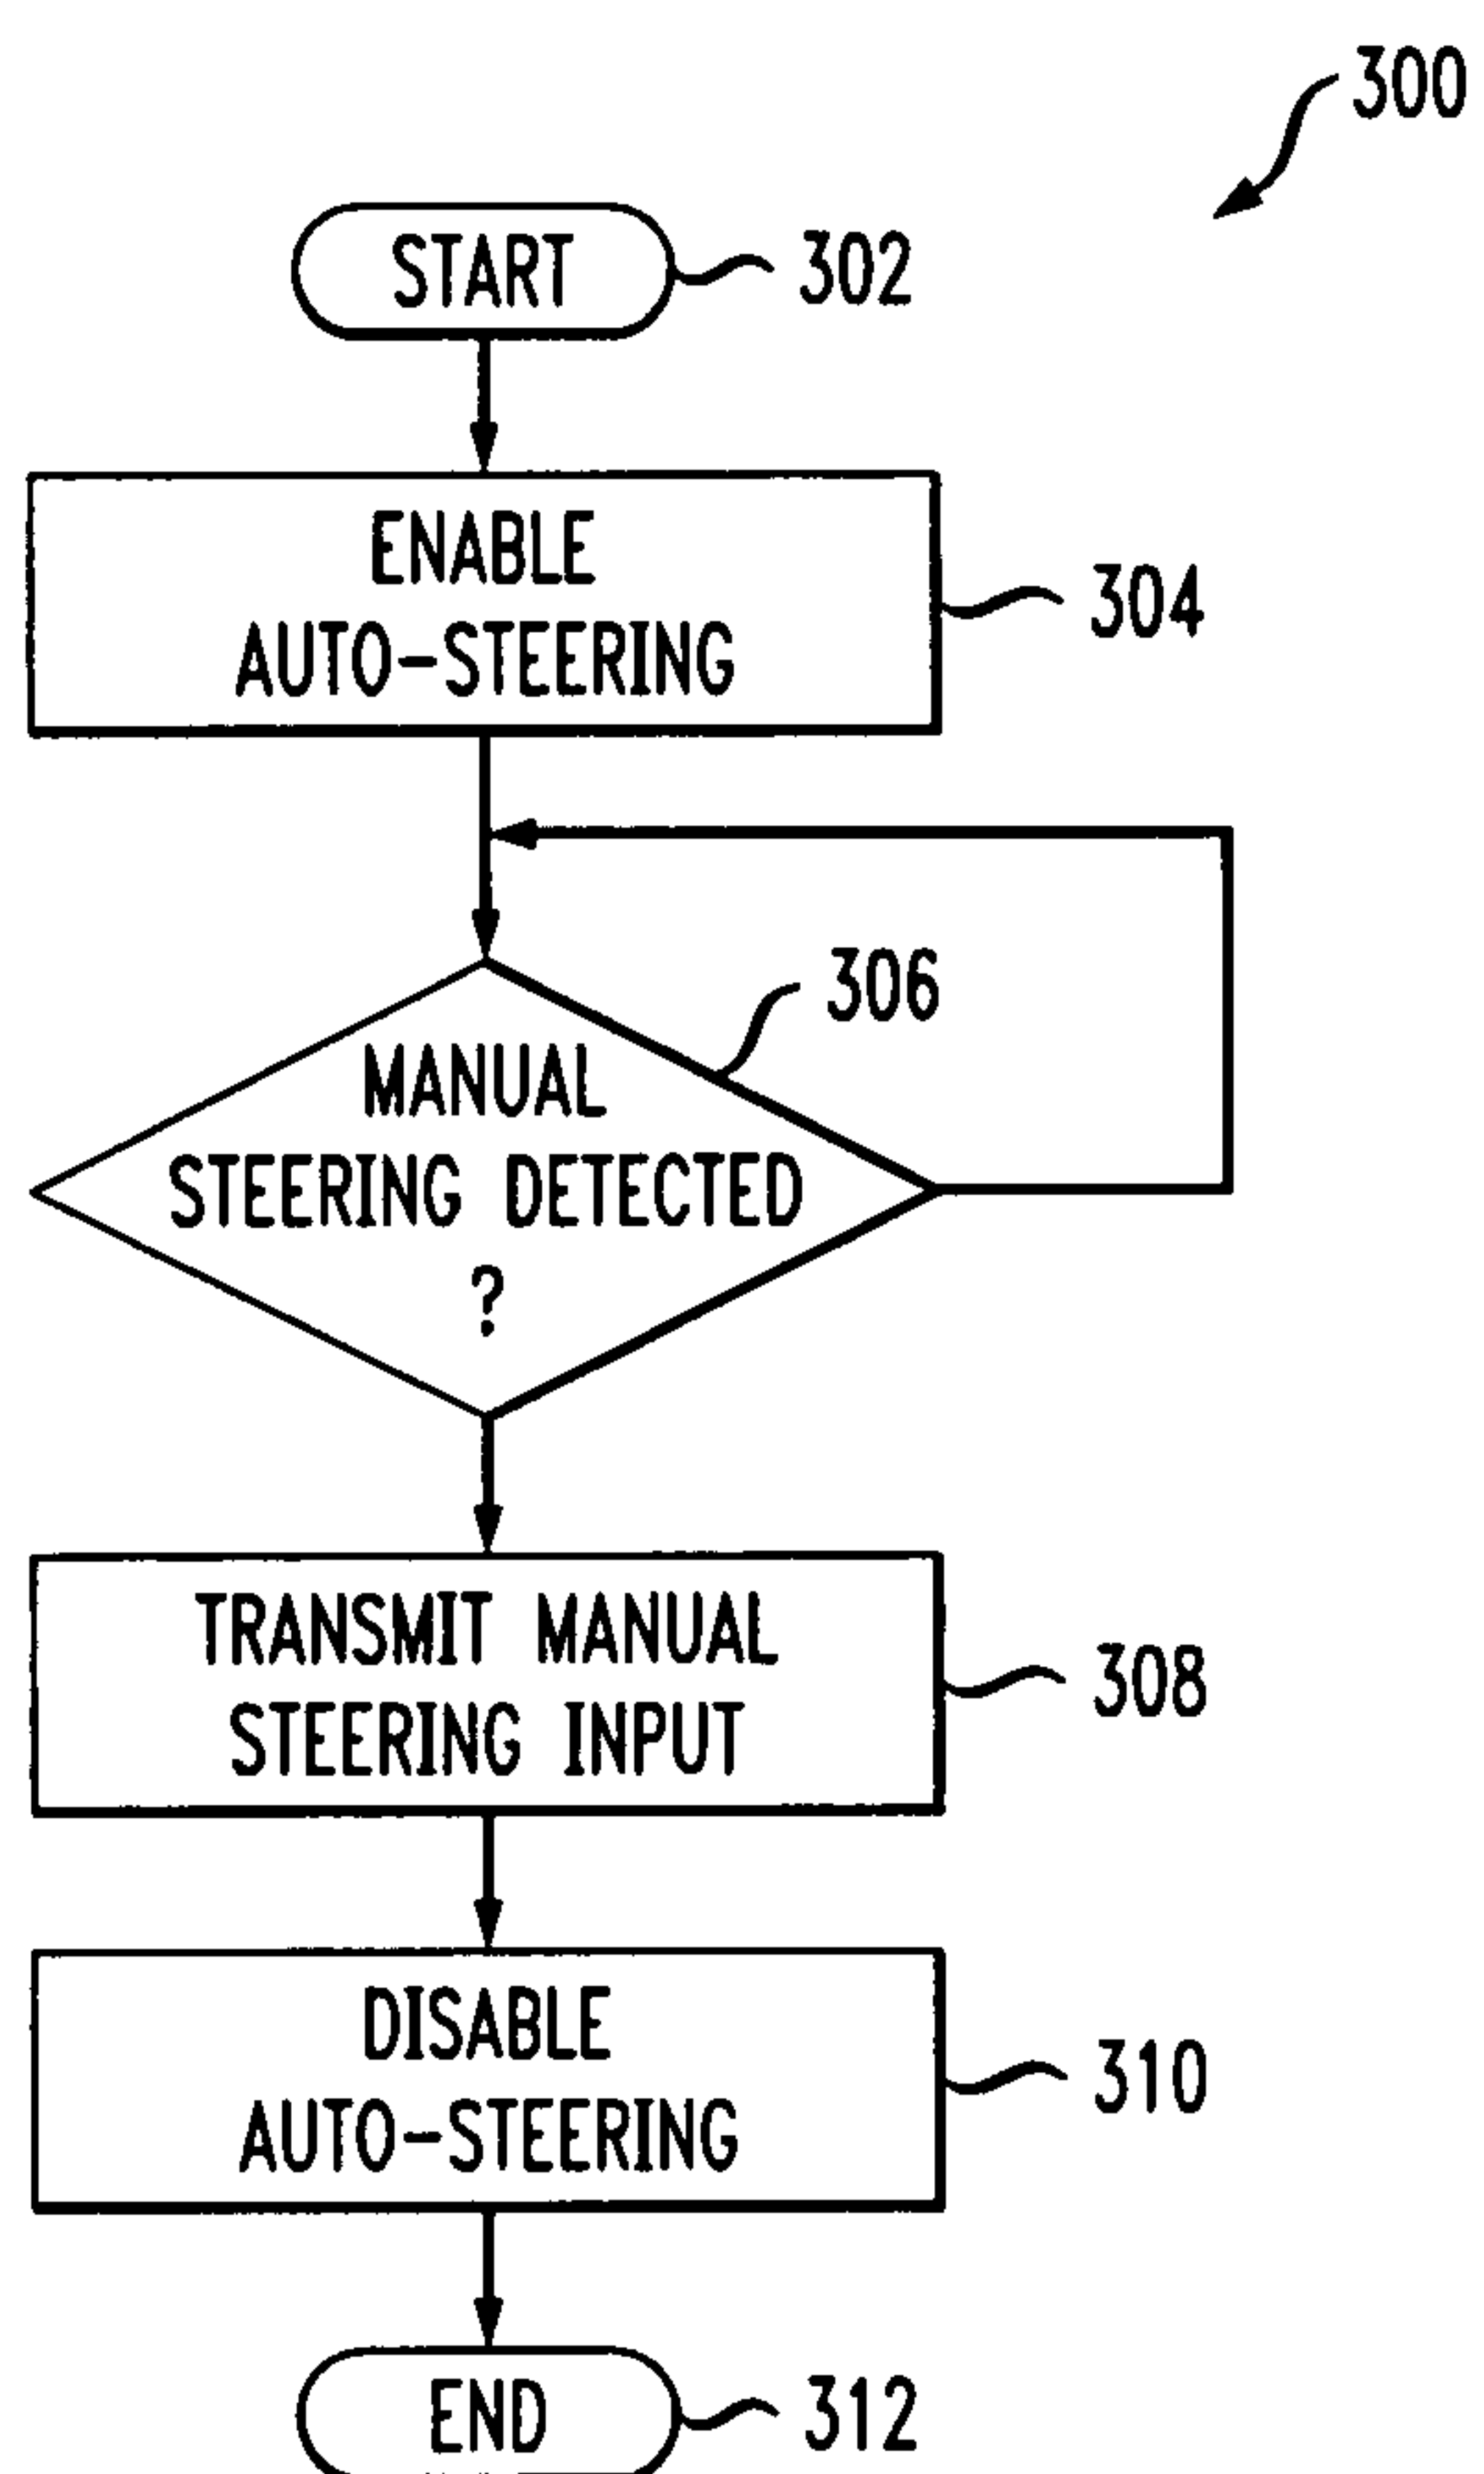 300
START
302
ENABLE
AUTO-STEERING
304
306
MANUAL
STEERING DETECTED
?
TRANSMIT MANUAL
STEERING INPUT
308
DISABLE
AUTO-STEERING
310
END
312